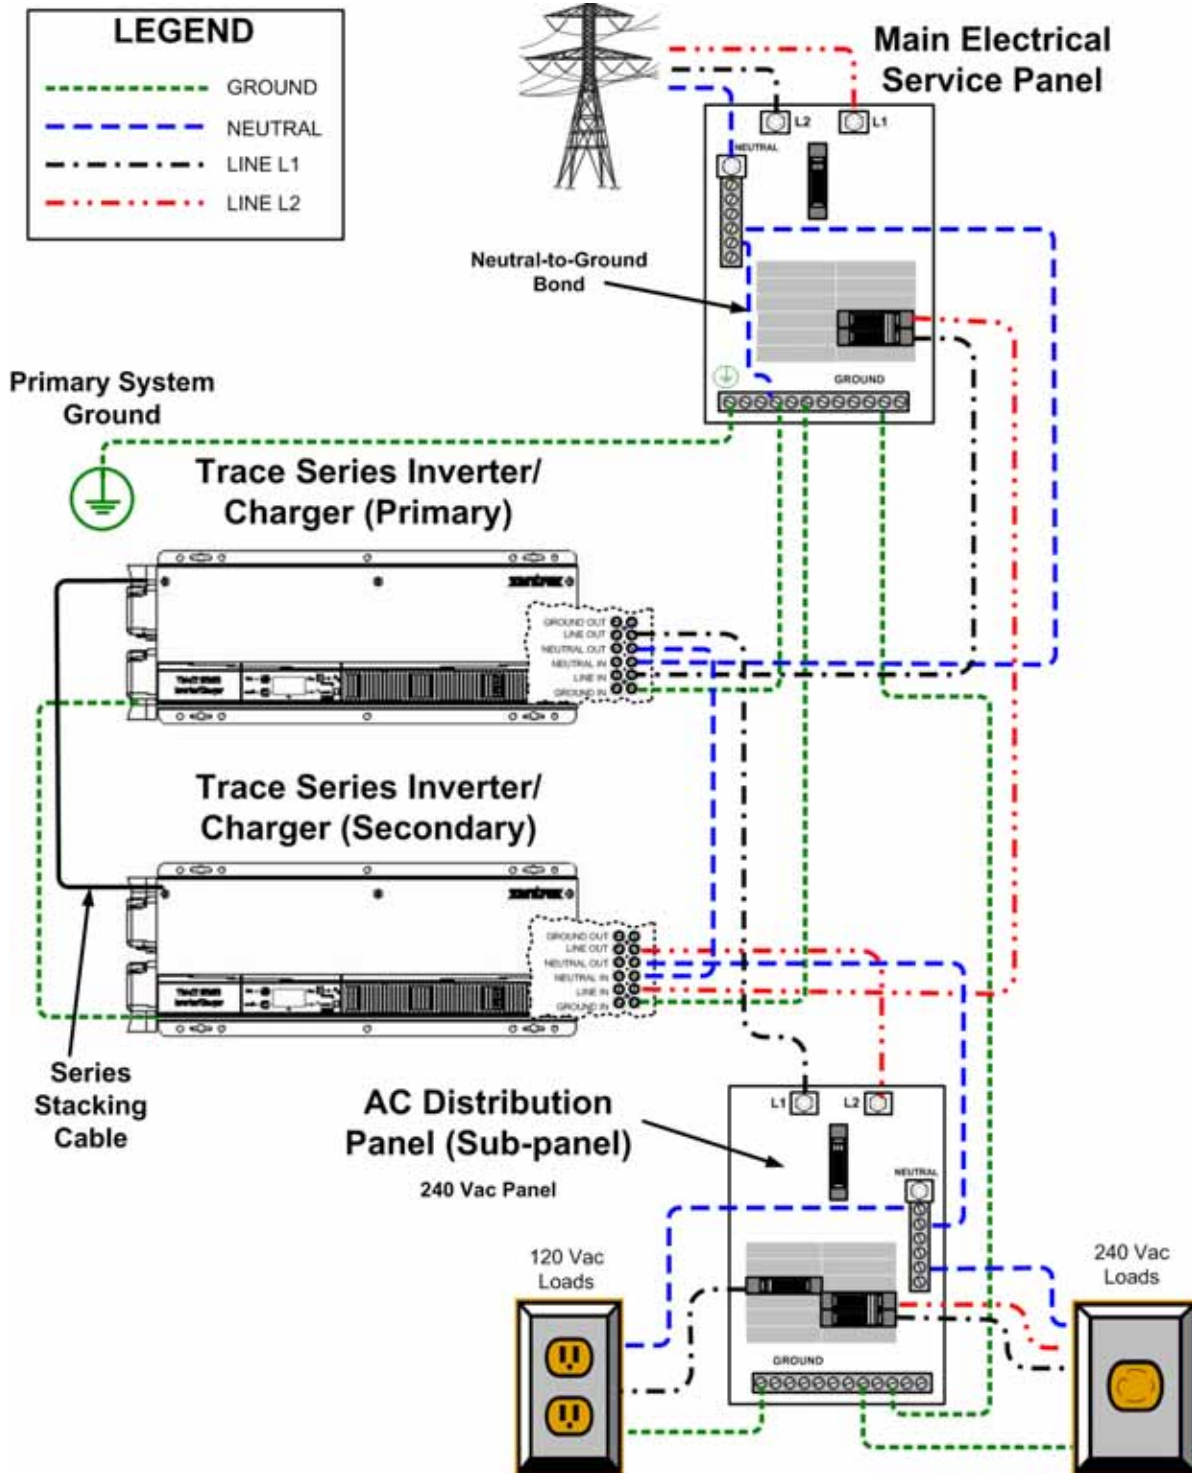 LEGEND
GROUND
NEUTRAL
LINE L1
LINE L2
Main Electrical
Service Panel
L2
L1
NEUTRAL
Neutral-to-Ground
Bond
GROUND
Primary System
Ground
Trace Series Inverter/
Charger (Primary)
GROUND OUT
LINE OUT
NEUTRAL OUT
NEUTRAL IN
LINE IN
GROUND IN
Trace Series Inverter/
Charger (Secondary)
GROUND OUT
LINE OUT
NEUTRAL OUT
NEUTRAL IN
LINE IN
GROUND IN
Series
Stacking
Cable
AC Distribution
Panel (Sub-panel)
240 Vac Panel
L1
L2
NEUTRAL
GROUND
120 Vac
Loads
240 Vac
Loads